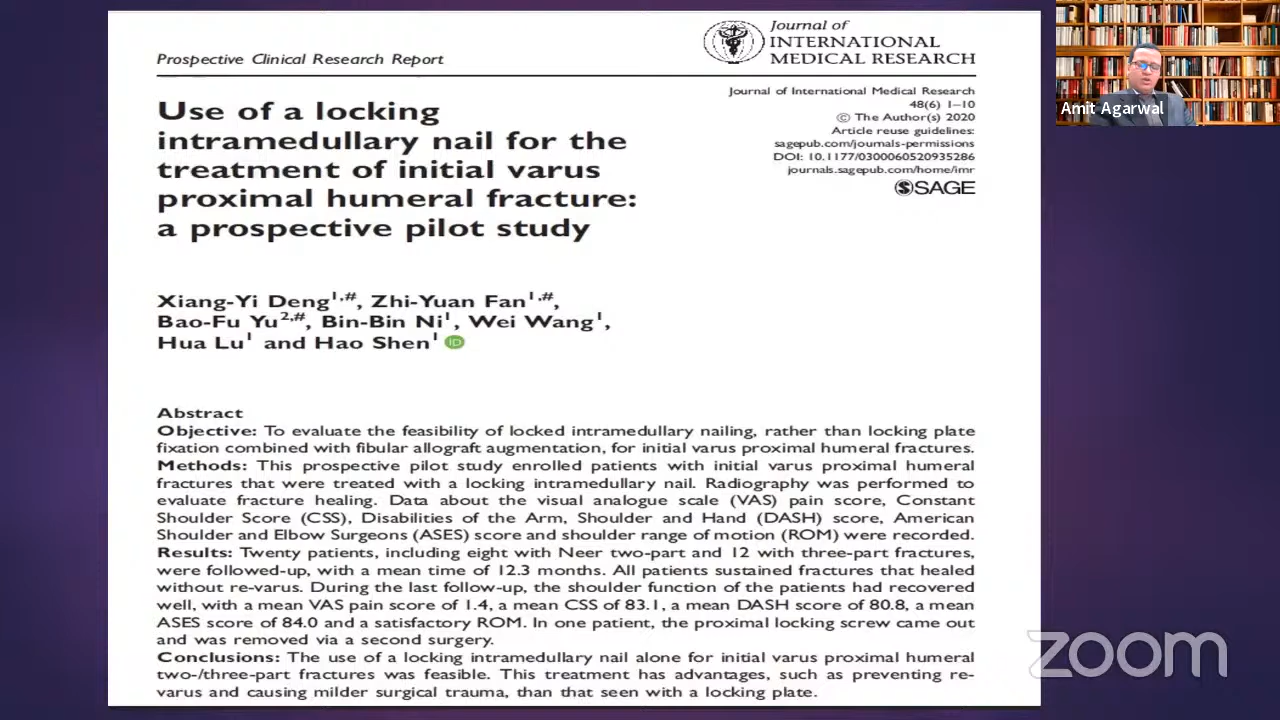 Prospective Clinical Research Report
Journal of
INTERNATIONAL
MEDICAL RESEARCH
Journal of International Medical Research
48(6) 1–10
© The Author(s) 2020
Article reuse guidelines:
sagepub.com/journals-permissions
DOI: 10.1177/0300060520935286
journals.sagepub.com/home/imr
SAGE
Use of a locking
intramedullary nail for the
treatment of initial varus
proximal humeral fracture:
a prospective pilot study
Xiang-Yi Deng1,#, Zhi-Yuan Fan1,#,
Bao-Fu Yu2,#, Bin-Bin Ni1, Wei Wang1,
Hua Lu1 and Hao Shen1 iD
Abstract
Objective: To evaluate the feasibility of locked intramedullary nailing, rather than locking plate
fixation combined with fibular allograft augmentation, for initial varus proximal humeral fractures.
Methods: This prospective pilot study enrolled patients with initial varus proximal humeral
fractures that were treated with a locking intramedullary nail. Radiography was performed to
evaluate fracture healing. Data about the visual analogue scale (VAS) pain score, Constant
Shoulder Score (CSS), Disabilities of the Arm, Shoulder and Hand (DASH) score, American
Shoulder and Elbow Surgeons (ASES) score and shoulder range of motion (ROM) were recorded.
Results: Twenty patients, including eight with Neer two-part and 12 with three-part fractures,
were followed-up, with a mean time of 12.3 months. All patients sustained fractures that healed
without re-varus. During the last follow-up, the shoulder function of the patients had recovered
well, with a mean VAS pain score of 1.4, a mean CSS of 83.1, a mean DASH score of 80.8, a mean
ASES score of 84.0 and a satisfactory ROM. In one patient, the proximal locking screw came out
and was removed via a second surgery.
Conclusions: The use of a locking intramedullary nail alone for initial varus proximal humeral
two-/three-part fractures was feasible. This treatment has advantages, such as preventing re-
varus and causing milder surgical trauma, than that seen with a locking plate.
Amit Agarwal
zoom